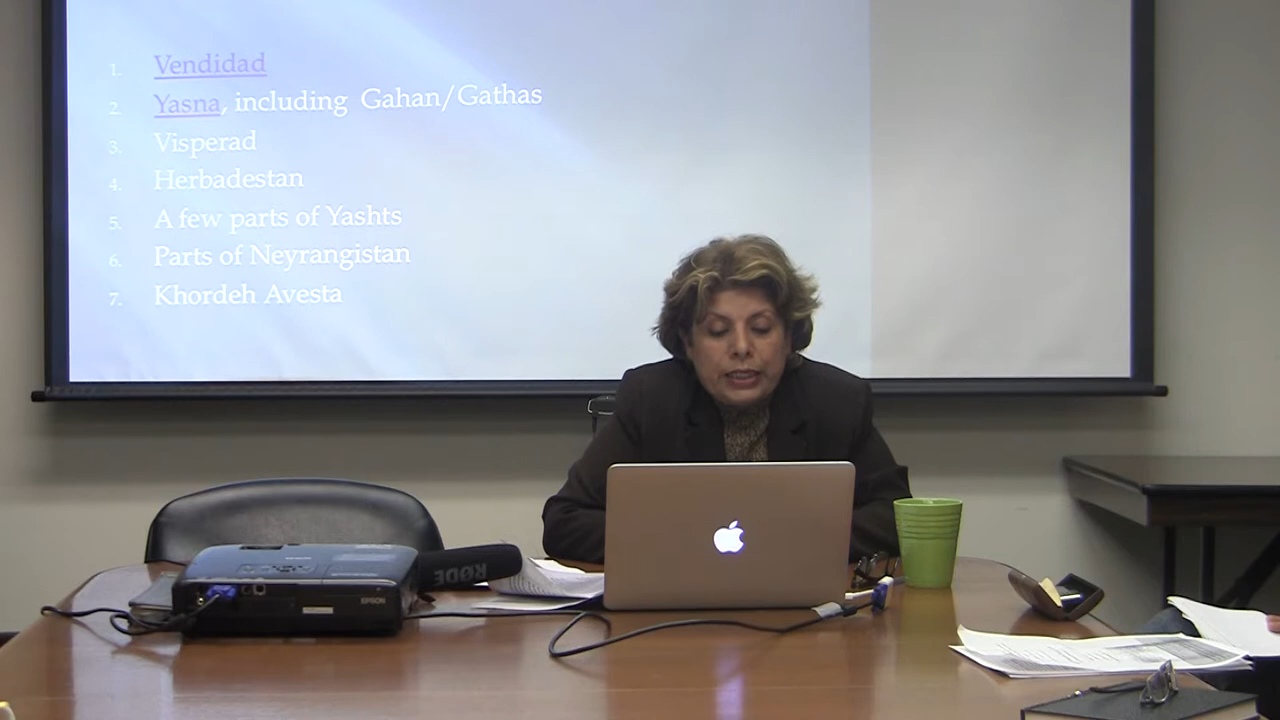 1. Vendidad
2. Yasna, including Gahan/Gathas
3. Visperad
4. Herbadestan
5. A few parts of Yashts
6. Parts of Neyrangistan
7. Khordeh Avesta
RØDE
EPSON